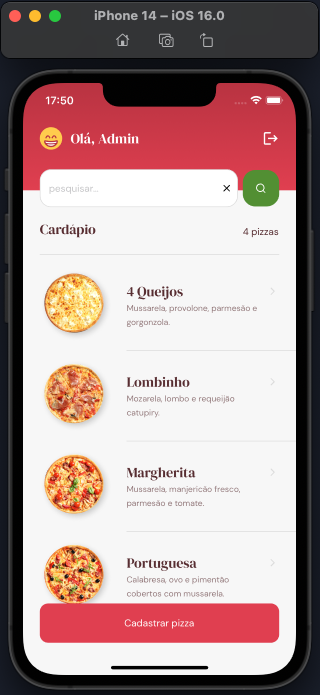 iPhone 14 – iOS 16.0
17:50
Olá, Admin
pesquisar...
Cardápio
4 pizzas
4 Queijos
Mussarela, provolone, parmesão e
gorgonzola.
Lombinho
Mozarela, lombo e requeijão
catupiry.
Margherita
Mussarela, manjericão fresco,
parmesão e tomate.
Portuguesa
Calabresa, ovo e pimentão
cobertos com mussarela.
Cadastrar pizza